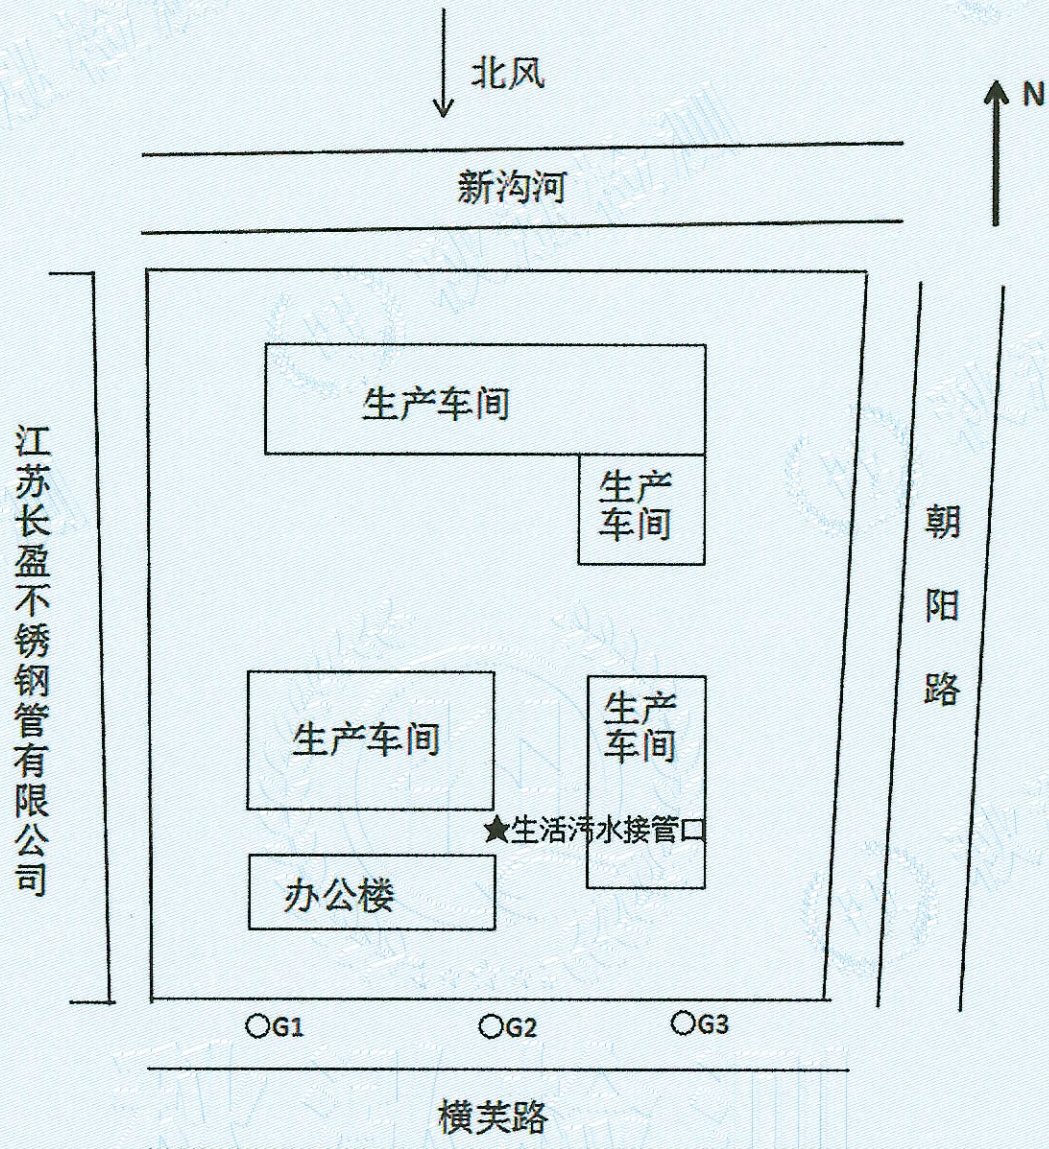 北风
N
新沟河
生产车间
生产
车间
江苏长盈不锈钢管有限公司
朝阳路
生产车间
生产
车间
★生活污水接管口
办公楼
G1
G2
G3
横芙路